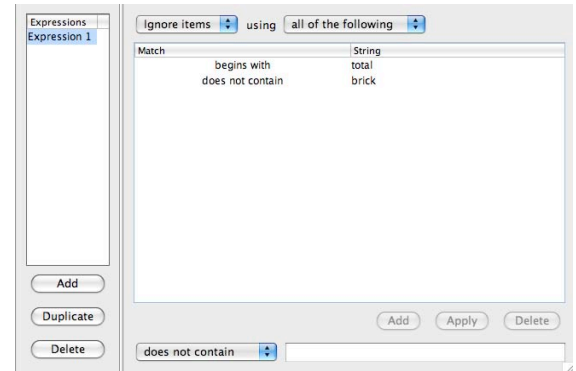 Expressions
Expression 1
Ignore items using all of the following
Match String
begins with total
does not contain brick
Add Apply Delete
does not contain
Add
Duplicate
Delete